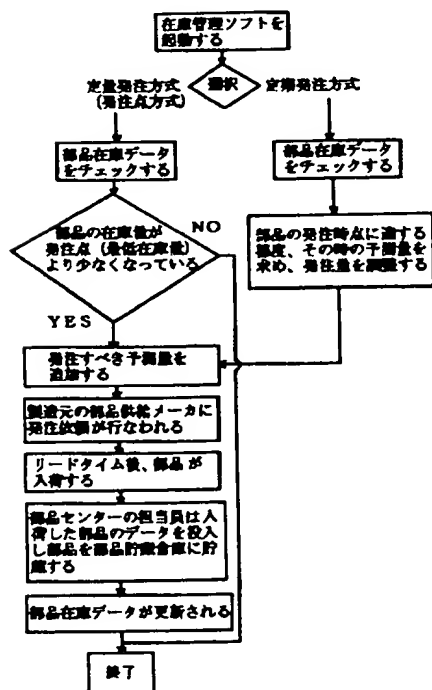 在庫管理ソフトを
起動する
選択
定量発注方式
(発注点方式)
定期発注方式
部品在庫データ
をチェックする
部品在庫データ
をチェックする
部品の在庫量が
発注点(最低在庫量)
より少なくなっている
NO
YES
部品の発注時点に達する
都度、その時の予測量を
求め、発注量を調整する
発注すべき予測量を
追加する
製造元の部品供給メーカに
発注依頼が行なわれる
リードタイム後、部品が
入荷する
部品センターの担当員は入
荷した部品のデータを投入
し部品を部品貯蔵倉庫に貯
蔵する
部品在庫データが更新される
終了